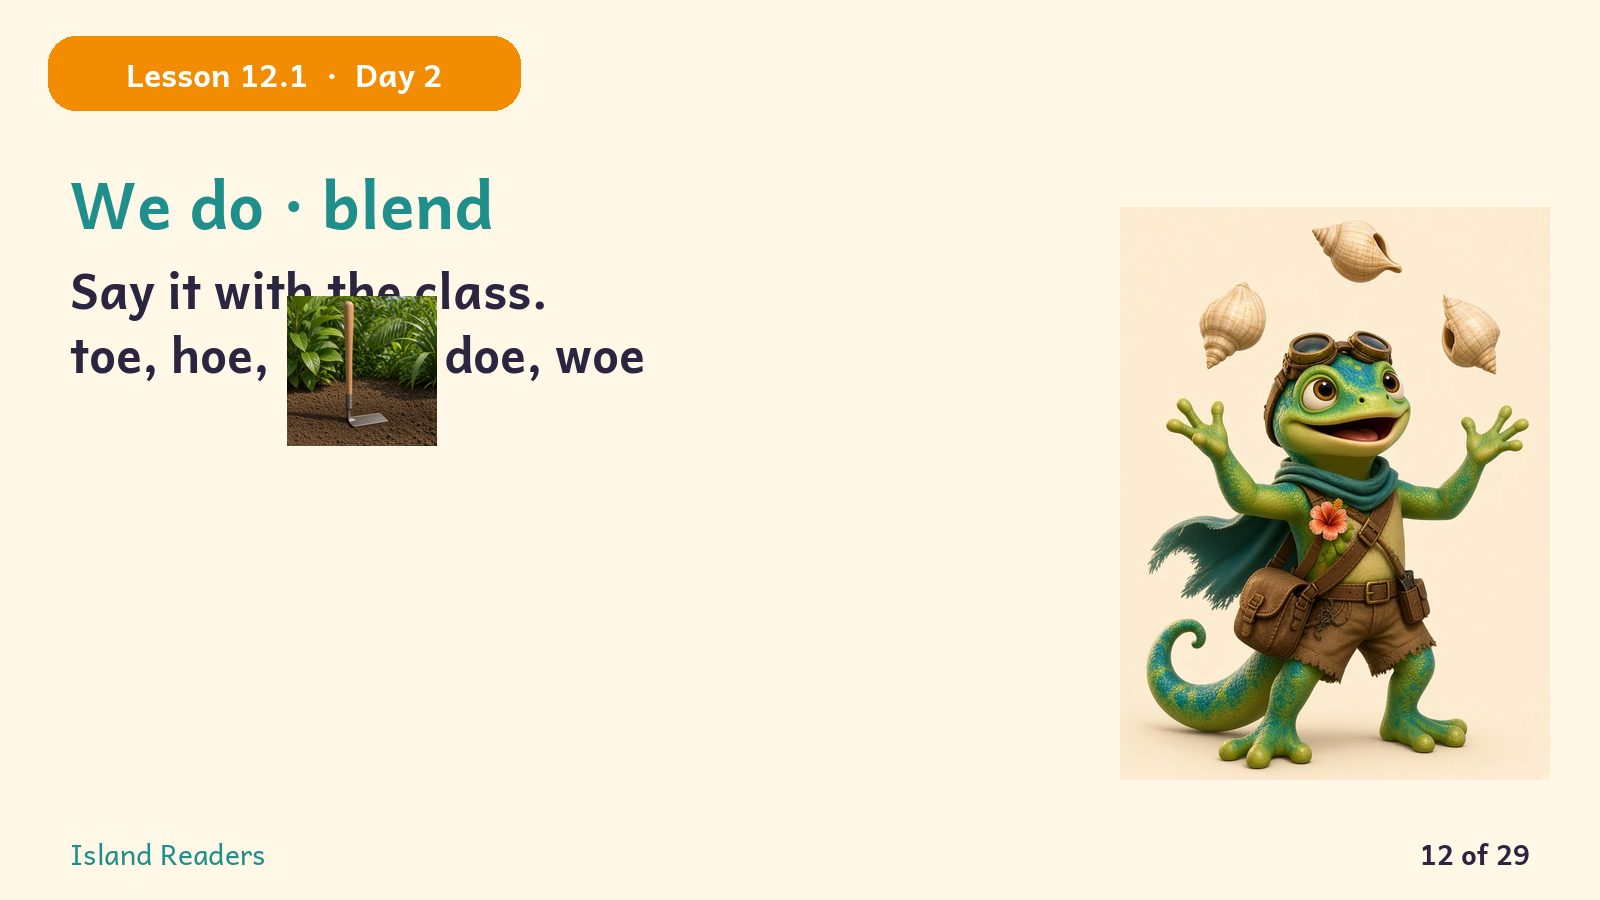 Lesson 12.1 · Day 2
We do · blend
Say it with the class.
toe, hoe, doe, woe
Island Readers
12 of 29